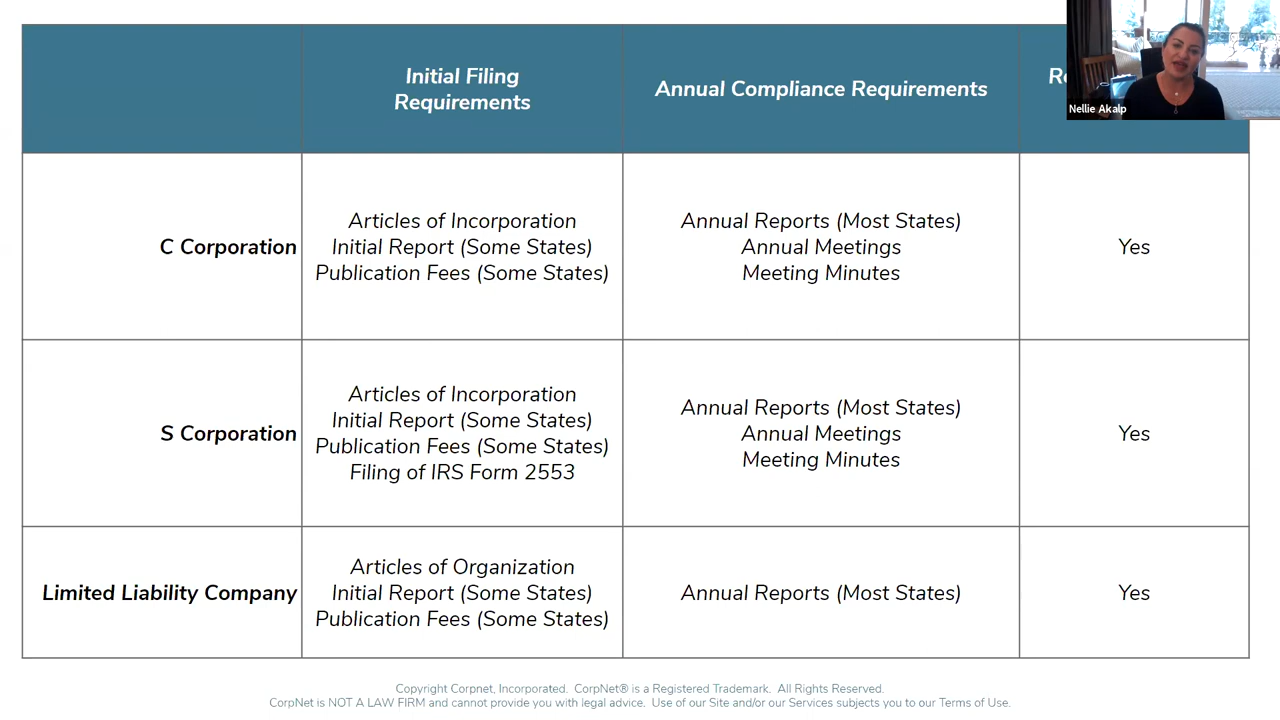 Initial Filing
Requirements
Annual Compliance Requirements
Nellie Akalp
C Corporation
Articles of Incorporation
Initial Report (Some States)
Publication Fees (Some States)
Annual Reports (Most States)
Annual Meetings
Meeting Minutes
Yes
S Corporation
Articles of Incorporation
Initial Report (Some States)
Publication Fees (Some States)
Filing of IRS Form 2553
Annual Reports (Most States)
Annual Meetings
Meeting Minutes
Yes
Limited Liability Company
Articles of Organization
Initial Report (Some States)
Publication Fees (Some States)
Annual Reports (Most States)
Yes
Copyright Corpnet, Incorporated. CorpNet® is a Registered Trademark. All Rights Reserved.
CorpNet is NOT A LAW FIRM and cannot provide you with legal advice. Use of our Site and/or our Services subjects you to our Terms of Use.